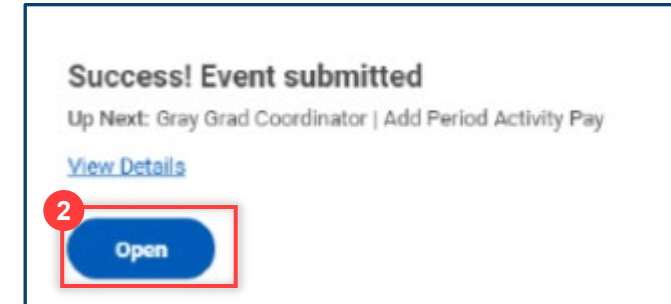 Success! Event submitted
Up Next: Gray Grad Coordinator | Add Period Activity Pay
View Details
2
Open